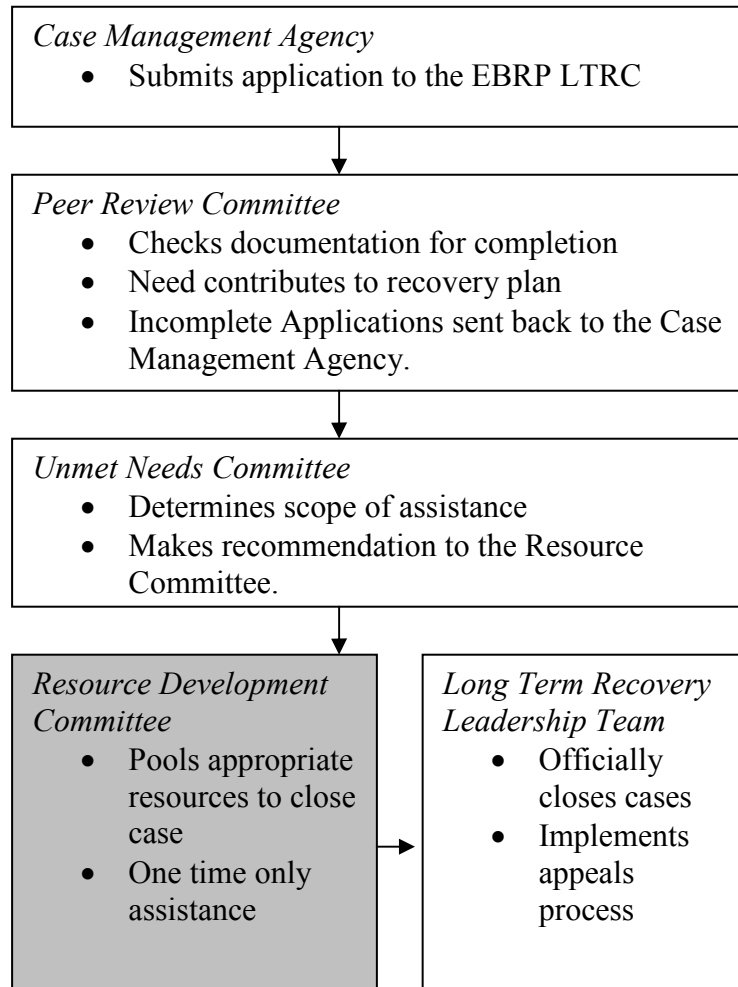 Case Management Agency
• Submits application to the EBRP LTRC
Peer Review Committee
• Checks documentation for completion
• Need contributes to recovery plan
• Incomplete Applications sent back to the Case
Management Agency.
Unmet Needs Committee
• Determines scope of assistance
• Makes recommendation to the Resource
Committee.
Resource Development
Committee
• Pools appropriate
resources to close
case
• One time only
assistance
Long Term Recovery
Leadership Team
• Officially
closes cases
• Implements
appeals
process